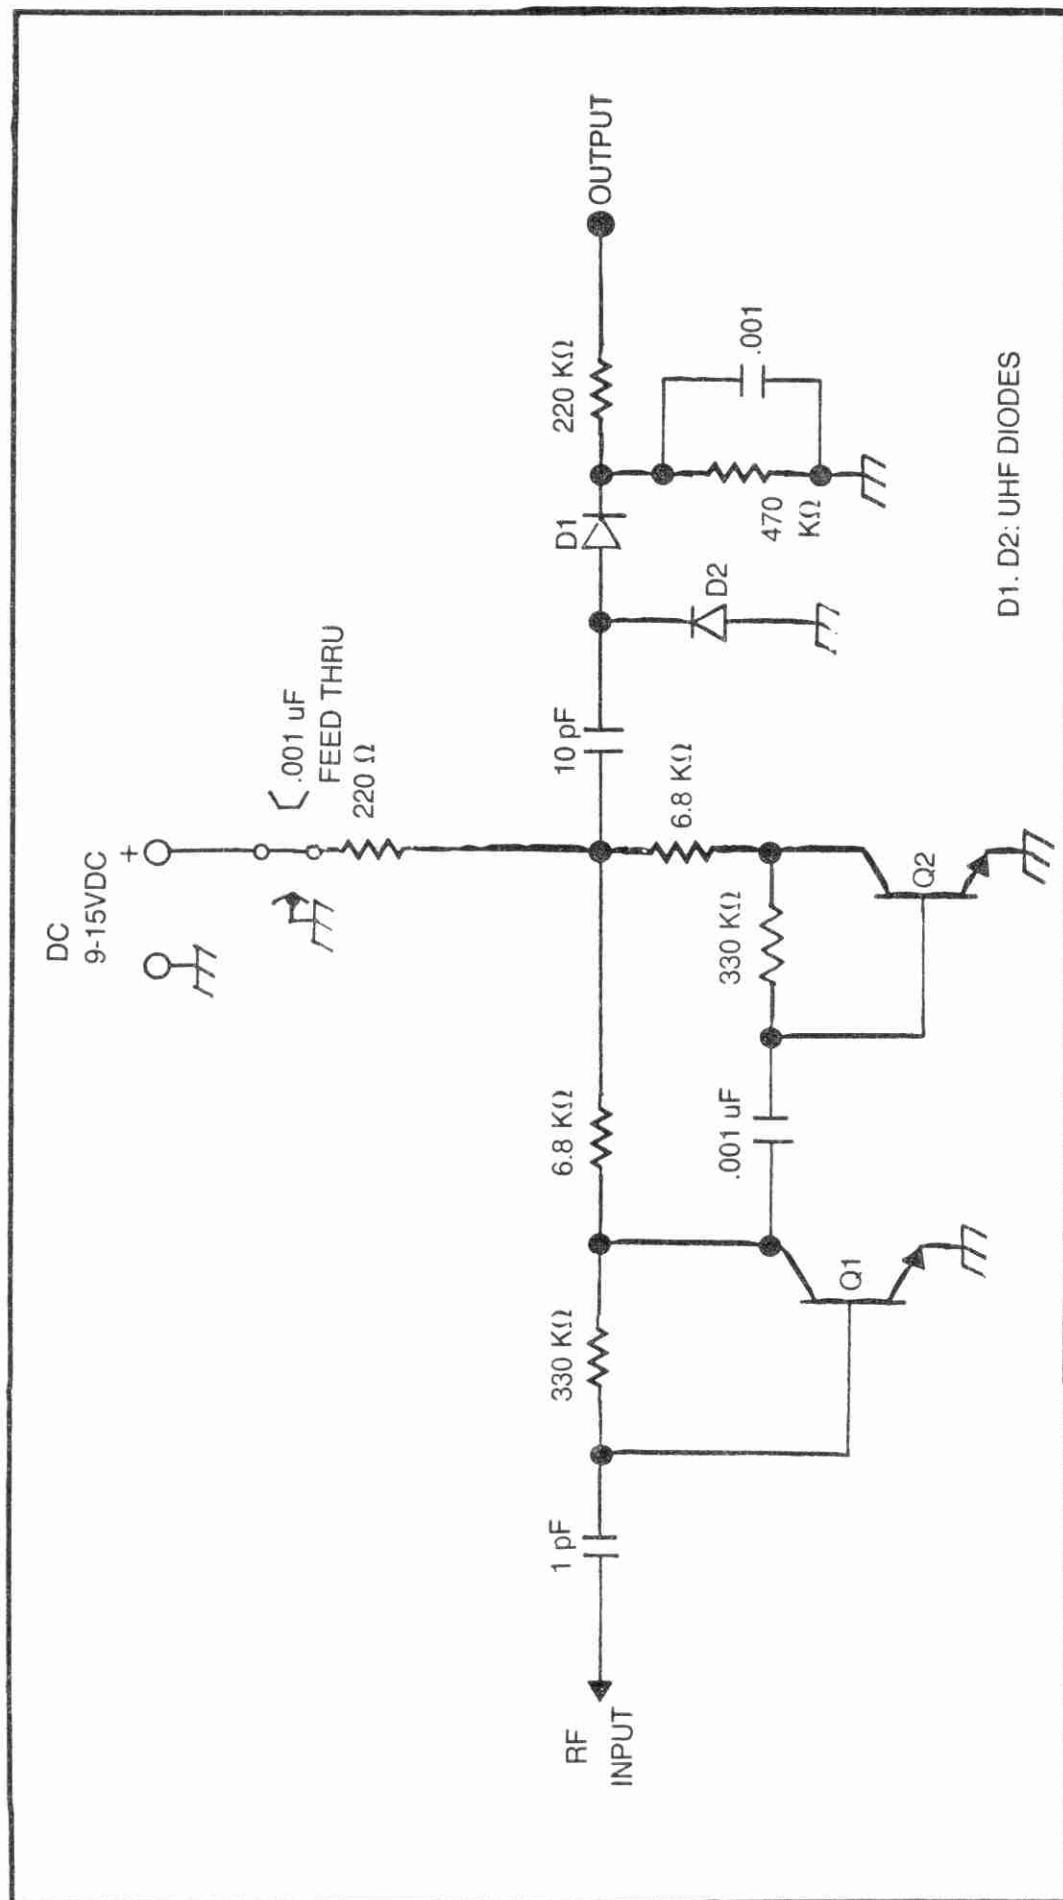 DC
9-15VDC
+
.001 uF
FEED THRU
220 Ω
RF
INPUT
1 pF
330 KΩ
6.8 KΩ
10 pF
D1
220 KΩ
OUTPUT
Q1
.001 uF
330 KΩ
6.8 KΩ
Q2
D2
470
KΩ
.001
D1. D2: UHF DIODES